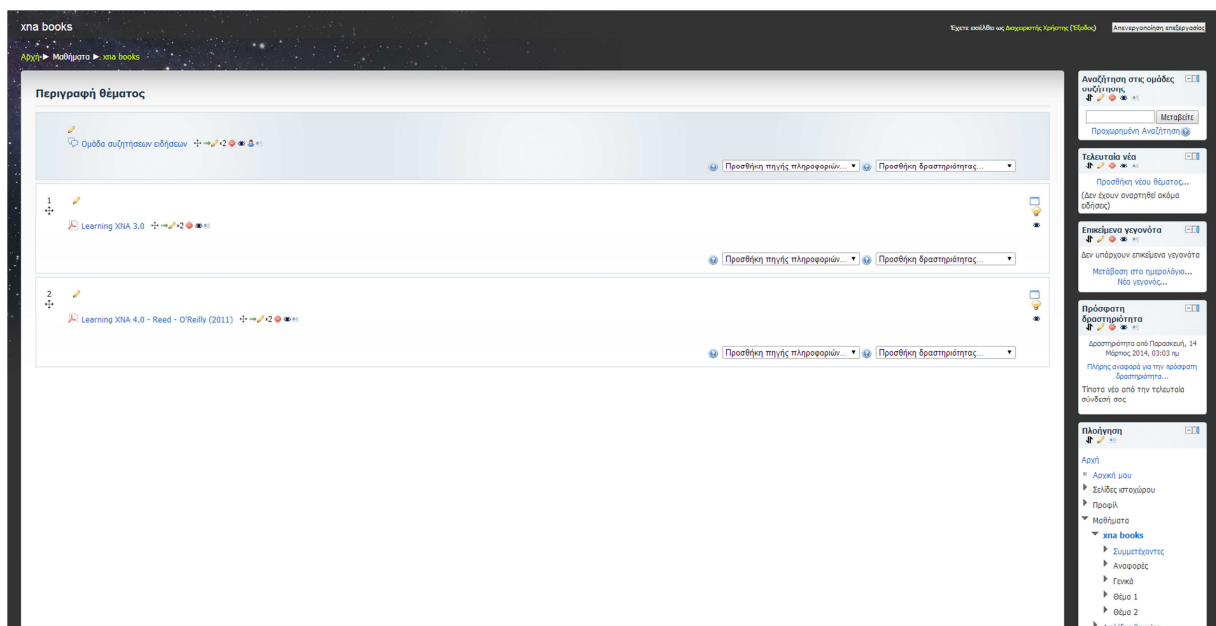 xna books
Έχετε εισέλθει ως Διαχειριστής Χρήστης (Έξοδος)
Απενεργοποίηση επεξεργασίας
Αρχή ► Μαθήματα ► xna books
Περιγραφή θέματος
Ομάδα συζητήσεων ειδήσεων ×2
Προσθήκη πηγής πληροφοριών... Προσθήκη δραστηριότητας...
1
Learning XNA 3.0 ×2
Προσθήκη πηγής πληροφοριών... Προσθήκη δραστηριότητας...
2
Learning XNA 4.0 - Reed - O'Reilly (2011) ×2
Προσθήκη πηγής πληροφοριών... Προσθήκη δραστηριότητας...
Αναζήτηση στις ομάδες
συζήτησης
Μεταβείτε
Προχωρημένη Αναζήτηση
Τελευταία νέα
Προσθήκη νέου θέματος...
(Δεν έχουν αναρτηθεί ακόμα
ειδήσεις)
Επικείμενα γεγονότα
Δεν υπάρχουν επικείμενα γεγονότα
Μετάβαση στο ημερολόγιο...
Νέο γεγονός...
Πρόσφατη
δραστηριότητα
Δραστηριότητα από Παρασκευή, 14
Μάρτιος 2014, 03:03 πμ
Πλήρης αναφορά για την πρόσφατη
δραστηριότητα...
Τίποτα νέο από την τελευταία
σύνδεσή σας
Πλοήγηση
Αρχή
Αρχική μου
Σελίδες ιστοχώρου
Προφίλ
Μαθήματα
xna books
Συμμετέχοντες
Αναφορές
Γενικά
Θέμα 1
Θέμα 2